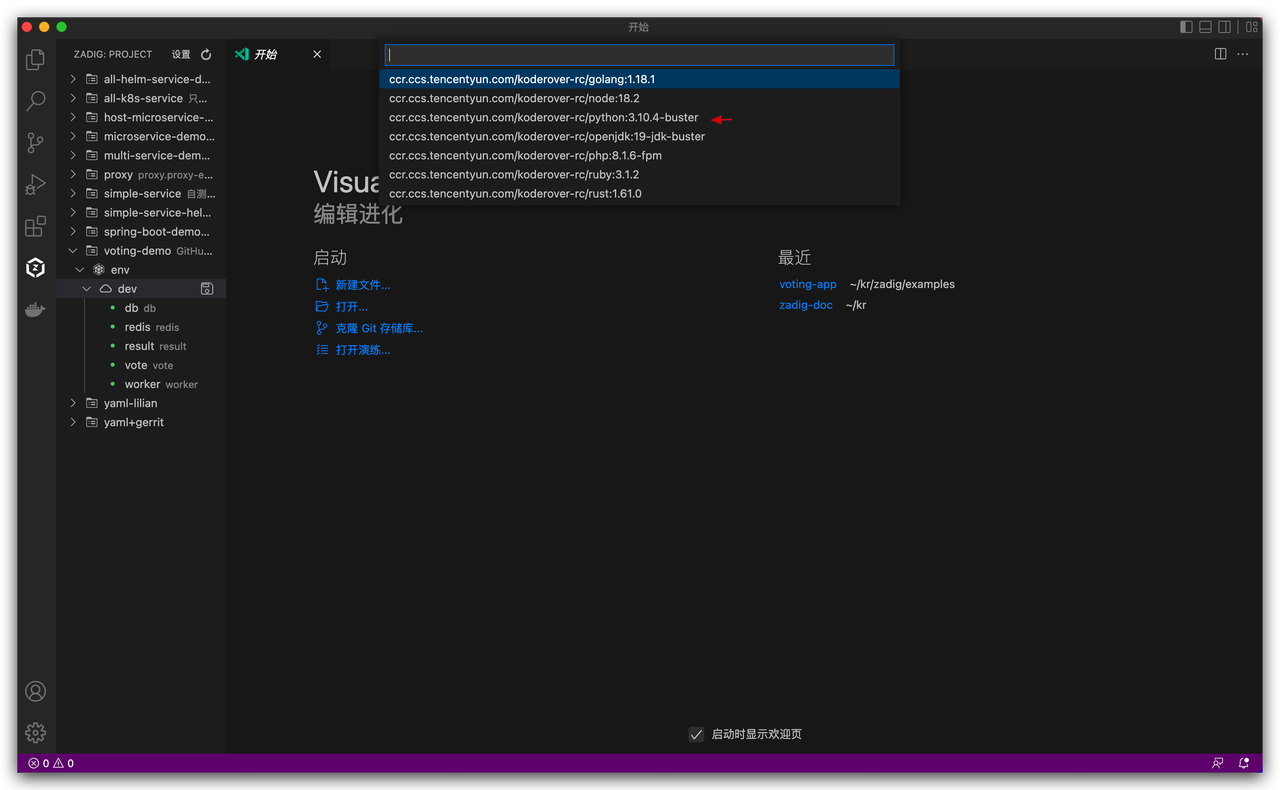 开始
ZADIG: PROJECT 设置
all-helm-service-d...
all-k8s-service 只...
host-microservice-...
microservice-demo...
multi-service-dem...
proxy proxy.proxy-e...
simple-service 自测...
simple-service-hel...
spring-boot-demo...
voting-demo GitHu...
env
dev
db db
redis redis
result result
vote vote
worker worker
yaml-lilian
yaml+gerrit
开始
ccr.ccs.tencentyun.com/koderover-rc/golang:1.18.1
ccr.ccs.tencentyun.com/koderover-rc/node:18.2
ccr.ccs.tencentyun.com/koderover-rc/python:3.10.4-buster
ccr.ccs.tencentyun.com/koderover-rc/openjdk:19-jdk-buster
ccr.ccs.tencentyun.com/koderover-rc/php:8.1.6-fpm
ccr.ccs.tencentyun.com/koderover-rc/ruby:3.1.2
ccr.ccs.tencentyun.com/koderover-rc/rust:1.61.0
Visua
编辑进化
启动
新建文件...
打开...
克隆 Git 存储库...
打开演练...
最近
voting-app ~/kr/zadig/examples
zadig-doc ~/kr
启动时显示欢迎页
0 0